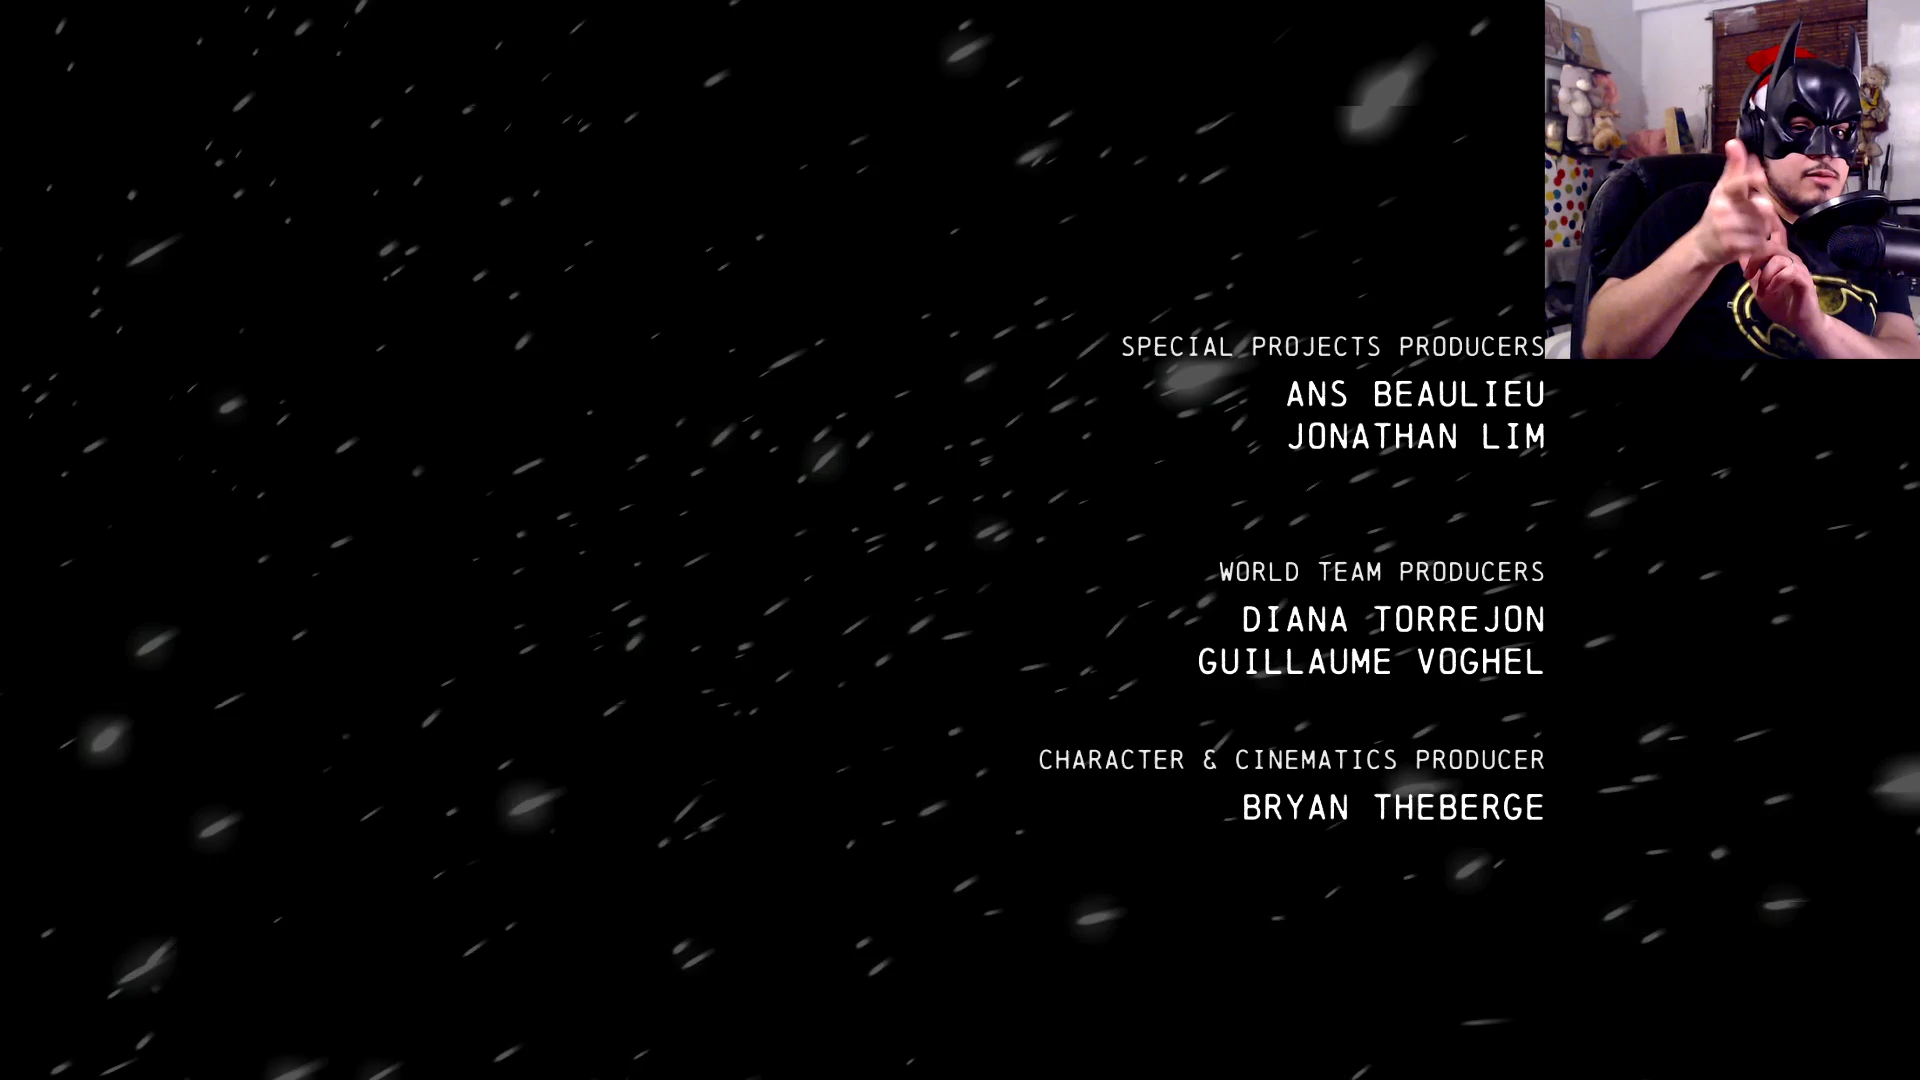 SPECIAL PROJECTS PRODUCERS
ANS BEAULIEU
JONATHAN LIM
WORLD TEAM PRODUCERS
DIANA TORREJON
GUILLAUME VOGHEL
CHARACTER & CINEMATICS PRODUCER
BRYAN THEBERGE